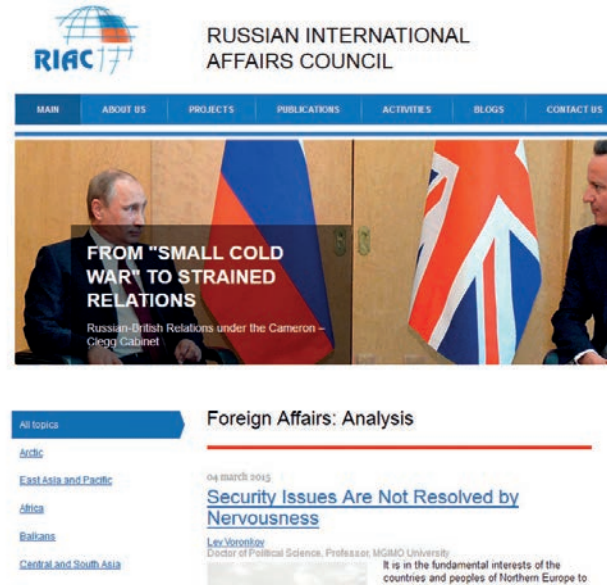 RIAC
RUSSIAN INTERNATIONAL
AFFAIRS COUNCIL
MAIN
ABOUT US
PROJECTS
PUBLICATIONS
ACTIVITIES
BLOGS
CONTACT US
FROM "SMALL COLD
WAR" TO STRAINED
RELATIONS
Russian-British Relations under the Cameron –
Clegg Cabinet
All topics
Arctic
East Asia and Pacific
Africa
Balkans
Central and South Asia
Foreign Affairs: Analysis
04 march 2015
Security Issues Are Not Resolved by
Nervousness
Lev Voronkov
Doctor of Political Science, Professor, MGIMO University
It is in the fundamental interests of the
countries and peoples of Northern Europe to